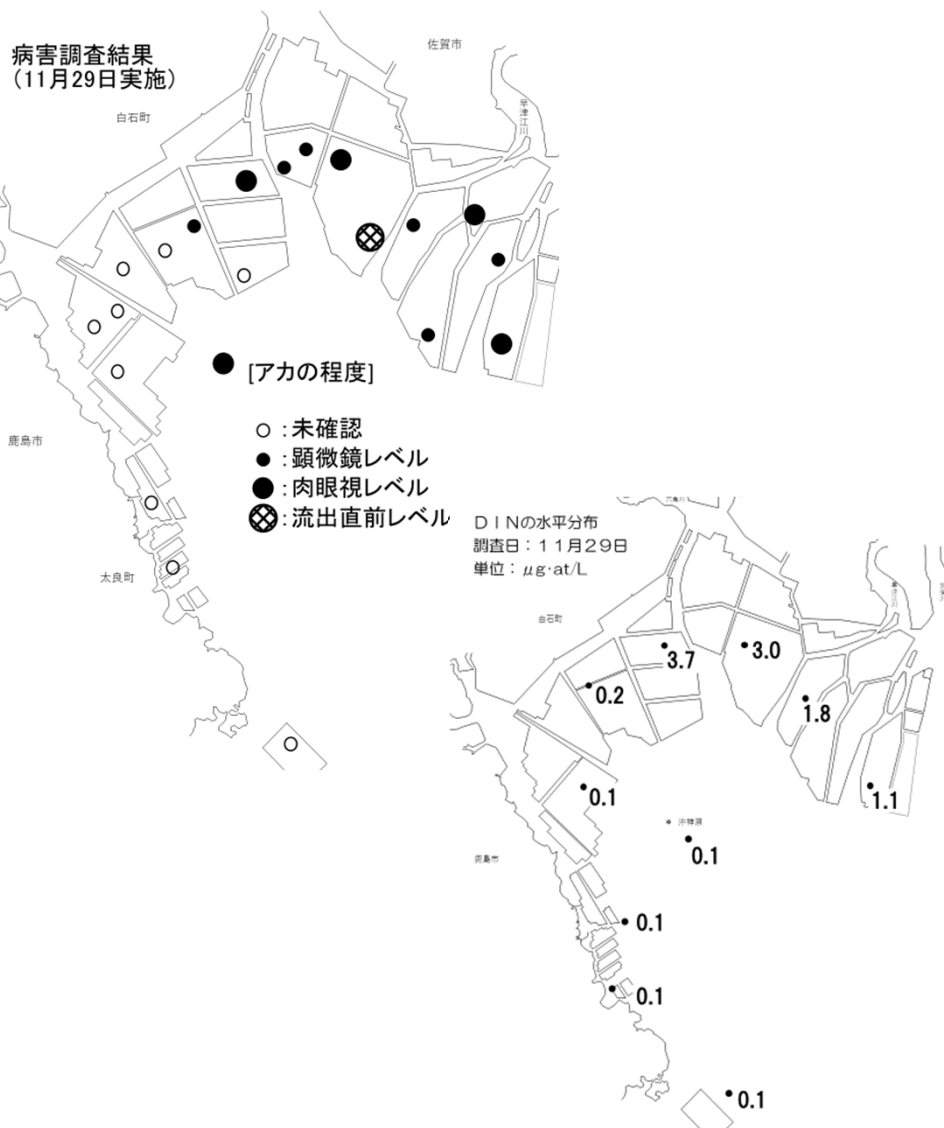 病害調査結果
(11月29日実施)
佐賀市
白石町
早津江川
[アカの程度]
○:未確認
●:顕微鏡レベル
●:肉眼視レベル
:流出直前レベル
鹿島市
太良町
DINの水平分布
調査日:11月29日
単位:μg・at/L
白石町
3.7
3.0
0.2
1.8
0.1
1.1
沖神瀬
0.1
鹿島市
0.1
0.1
0.1